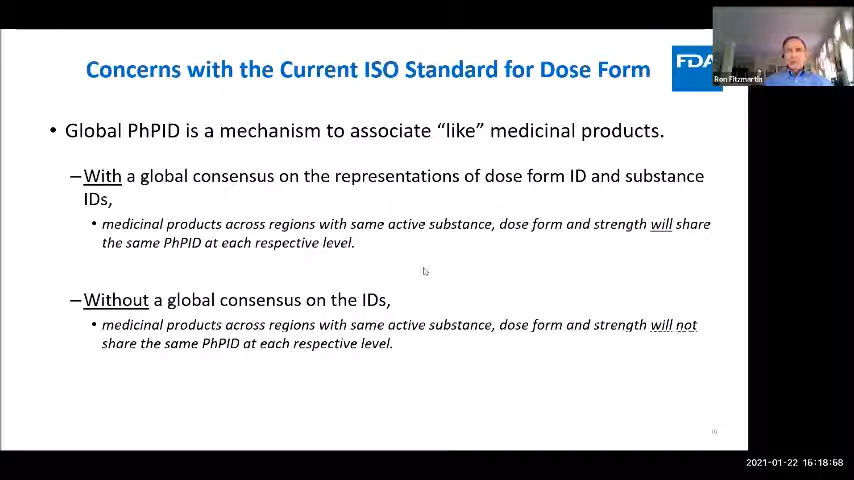 Concerns with the Current ISO Standard for Dose Form
FDA
Ron Fitzmartin
• Global PhPID is a mechanism to associate “like” medicinal products.
–With a global consensus on the representations of dose form ID and substance
IDs,
• medicinal products across regions with same active substance, dose form and strength will share
the same PhPID at each respective level.
–Without a global consensus on the IDs,
• medicinal products across regions with same active substance, dose form and strength will not
share the same PhPID at each respective level.
2021-01-22 16:18:68